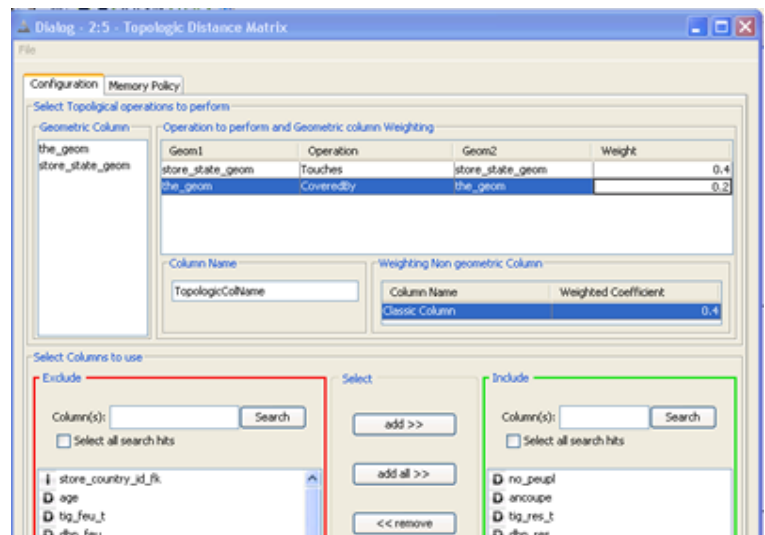 Dialog - 2:5 - Topologic Distance Matrix
File
Configuration Memory Policy
Select Topoligical operations to perform
Geometric Column
the_geom
store_state_geom
Operation to perform and Geometric column Weighting
Geom1 Operation Geom2 Weight
store_state_geom Touches store_state_geom 0.4
the_geom CoveredBy the_geom 0.2
Column Name
TopologicColName
Weighting Non geometric Column
Column Name Weighted Coefficient
Classic Column 0.4
Select Columns to use
Exclude
Column(s): Search
Select all search hits
I store_country_id_fk
D age
D tig_feu_t
D dbp_feu
Select
add >>
add all >>
<< remove
Include
Column(s): Search
Select all search hits
D no_peupl
D ancoupe
D tig_res_t
D dbp_res